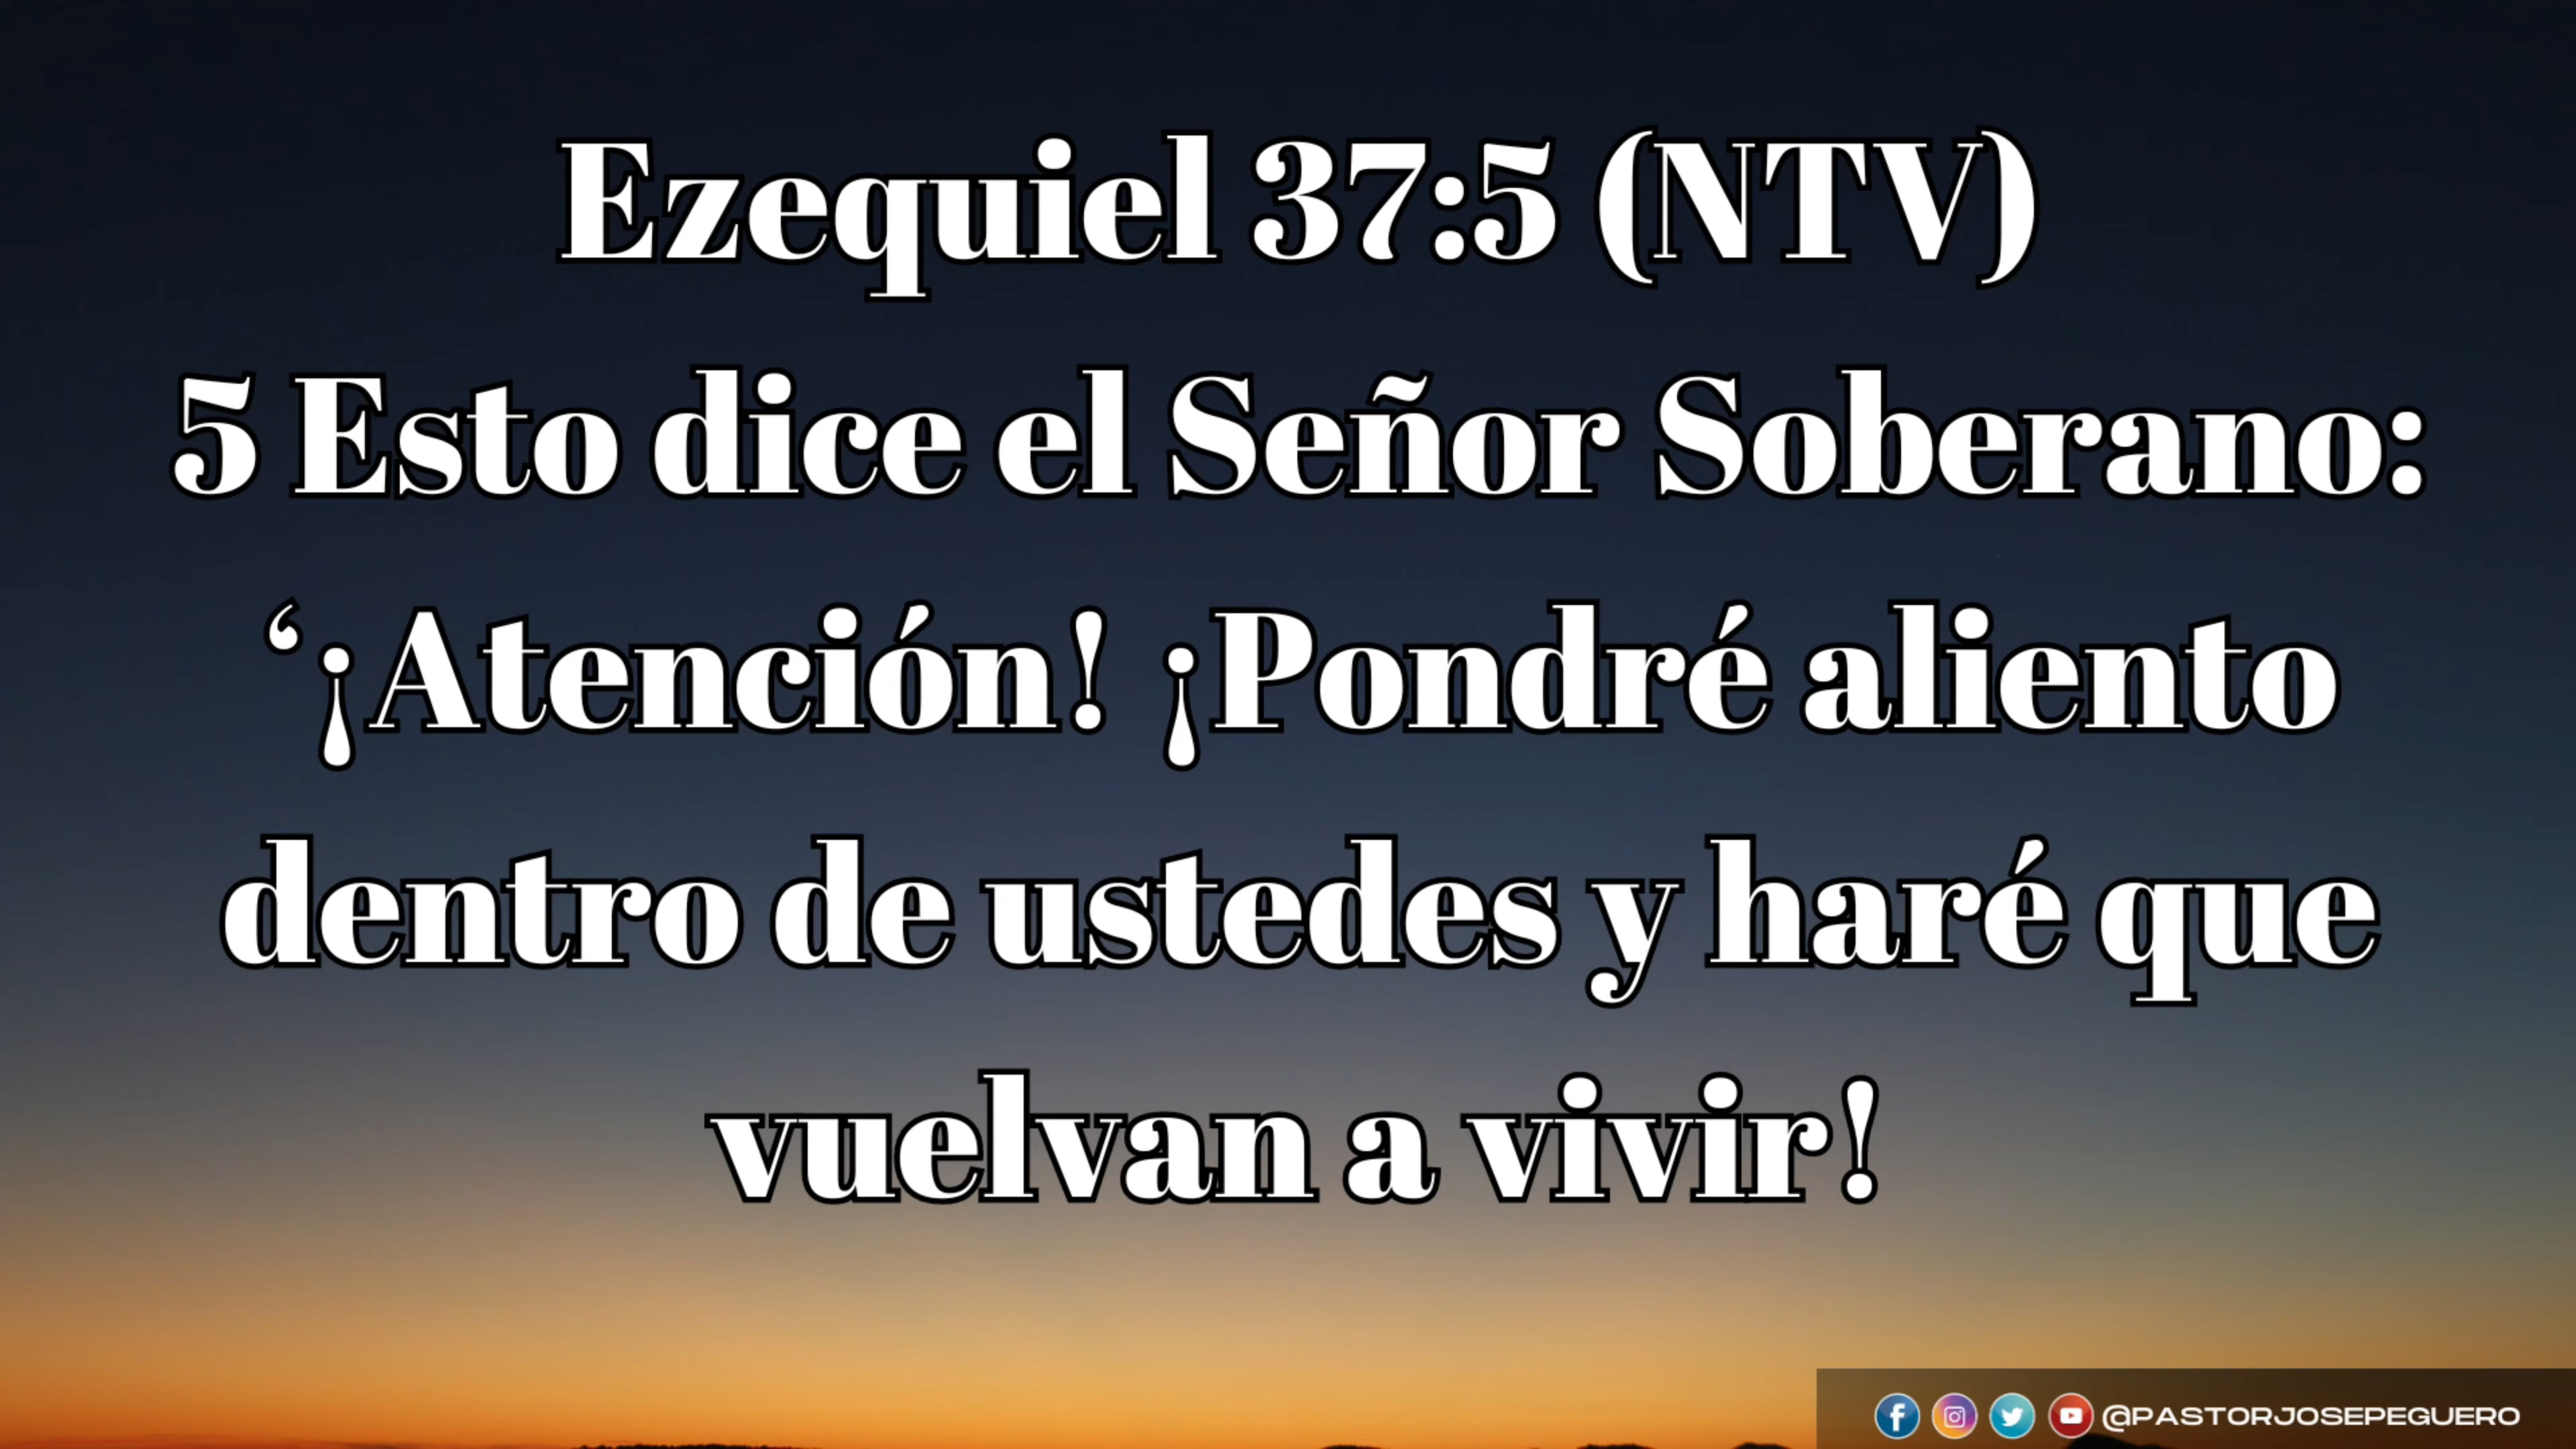 Ezequiel 37:5 (NTV)
5 Esto dice el Señor Soberano:
‘¡Atención! ¡Pondré aliento
dentro de ustedes y haré que
vuelvan a vivir!
@PASTORJOSEPEGUERO